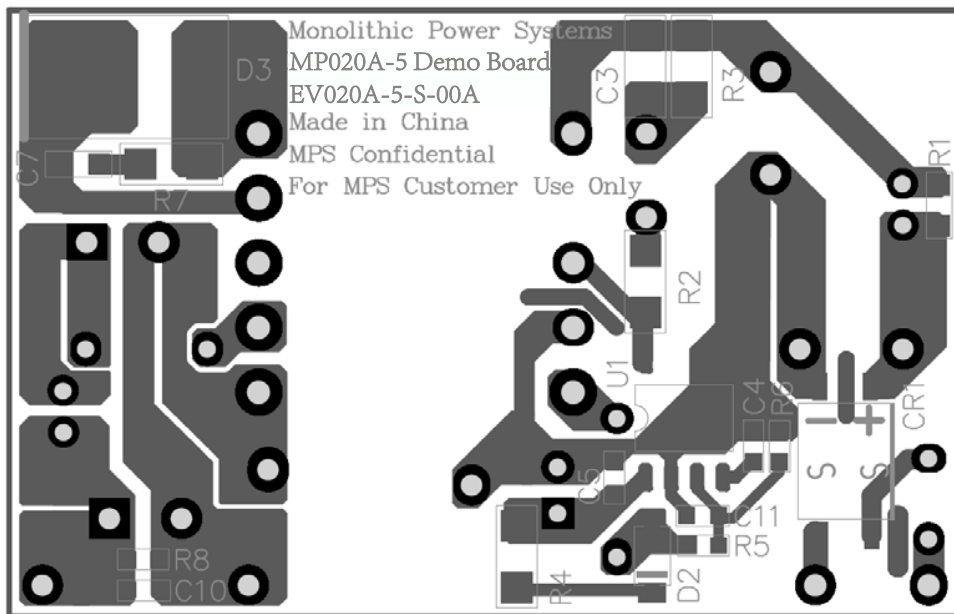 Monolithic Power Systems
MP020A-5 Demo Board
EV020A-5-S-00A
Made in China
MPS Confidential
For MPS Customer Use Only
D3
C3
R3
C7
R7
R1
R2
U1
C4
R6
CR1
- +
S S
C5
C11
R5
R8
C10
R4
D2